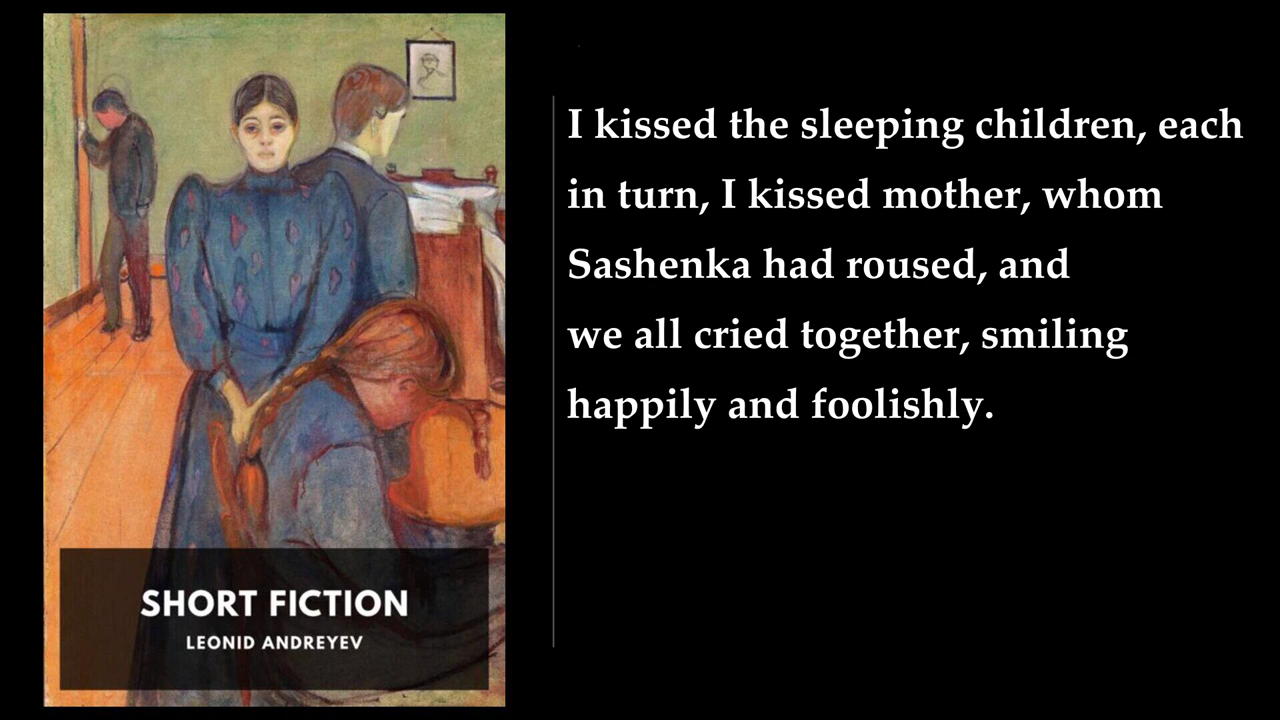 SHORT FICTION
LEONID ANDREYEV
I kissed the sleeping children, each
in turn, I kissed mother, whom
Sashenka had roused, and
we all cried together, smiling
happily and foolishly.